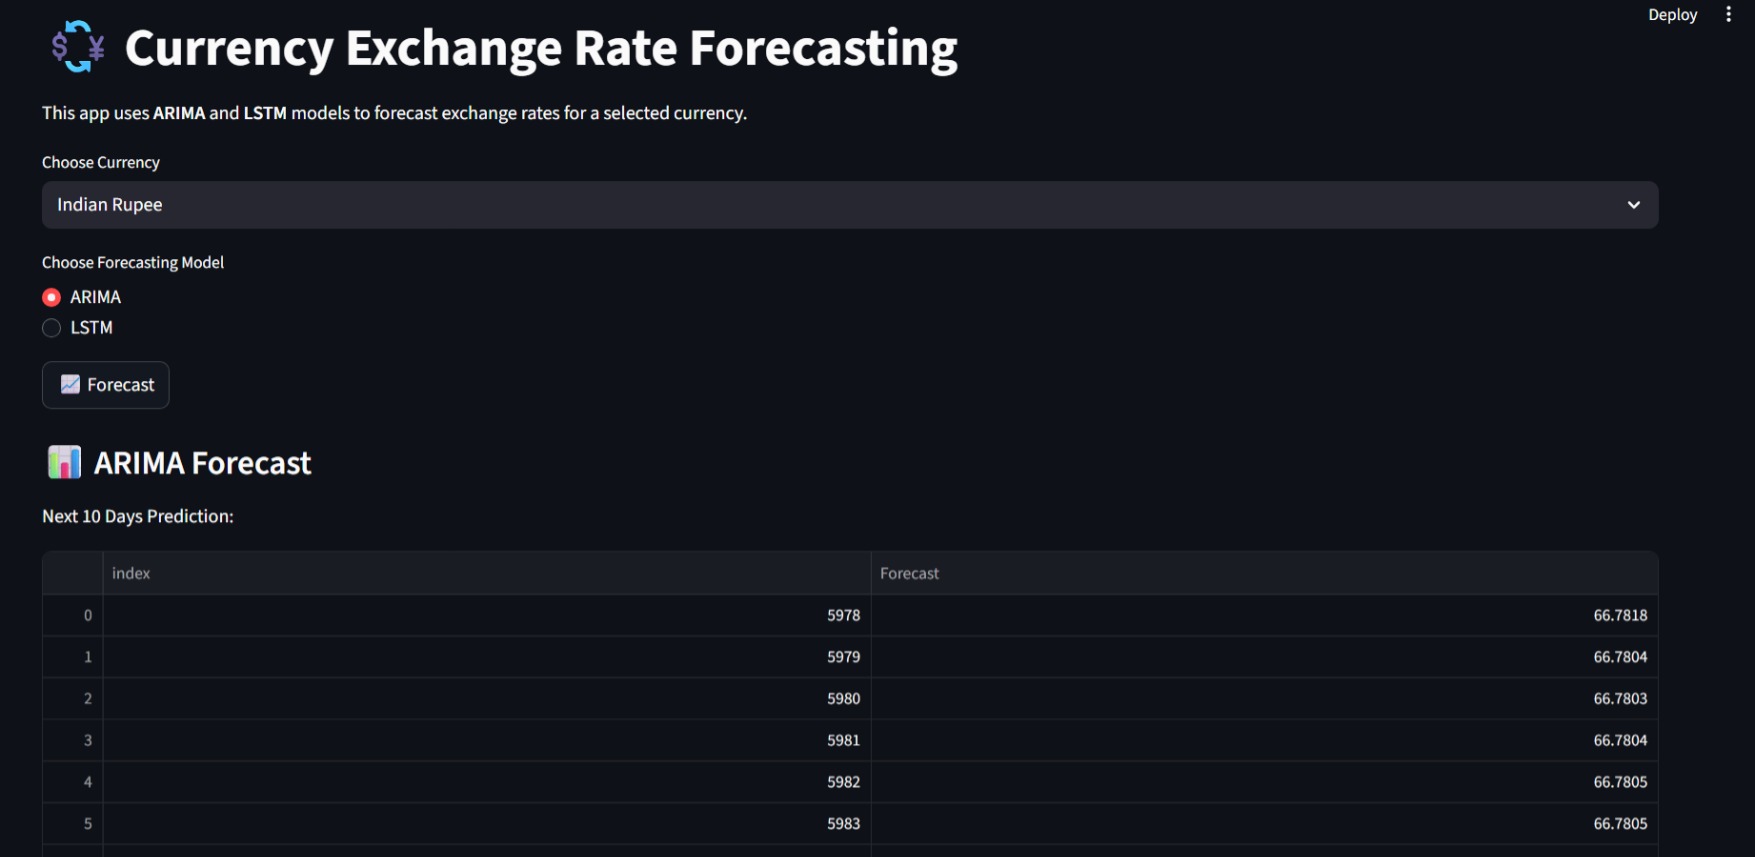 Deploy
Currency Exchange Rate Forecasting
This app uses ARIMA and LSTM models to forecast exchange rates for a selected currency.
Choose Currency
Indian Rupee
Choose Forecasting Model
ARIMA
LSTM
Forecast
ARIMA Forecast
Next 10 Days Prediction:
index Forecast
0 5978 66.7818
1 5979 66.7804
2 5980 66.7803
3 5981 66.7804
4 5982 66.7805
5 5983 66.7805